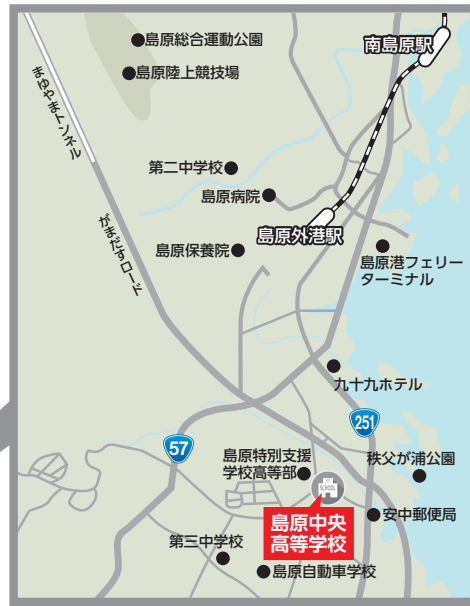 島原総合運動公園
南島原駅
島原陸上競技場
まゆやまトンネル
第二中学校
島原病院
島原外港駅
島原保養院
島原港フェリー
ターミナル
がまだすロード
九十九ホテル
251
57
島原特別支援
学校高等部
秩父が浦公園
SCHOOL
島原中央
高等学校
安中郵便局
第三中学校
島原自動車学校